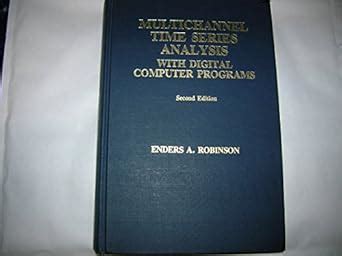 MULTICHANNEL
TIME SERIES
ANALYSIS
WITH DIGITAL
COMPUTER PROGRAMS
Second Edition
ENDERS A. ROBINSON